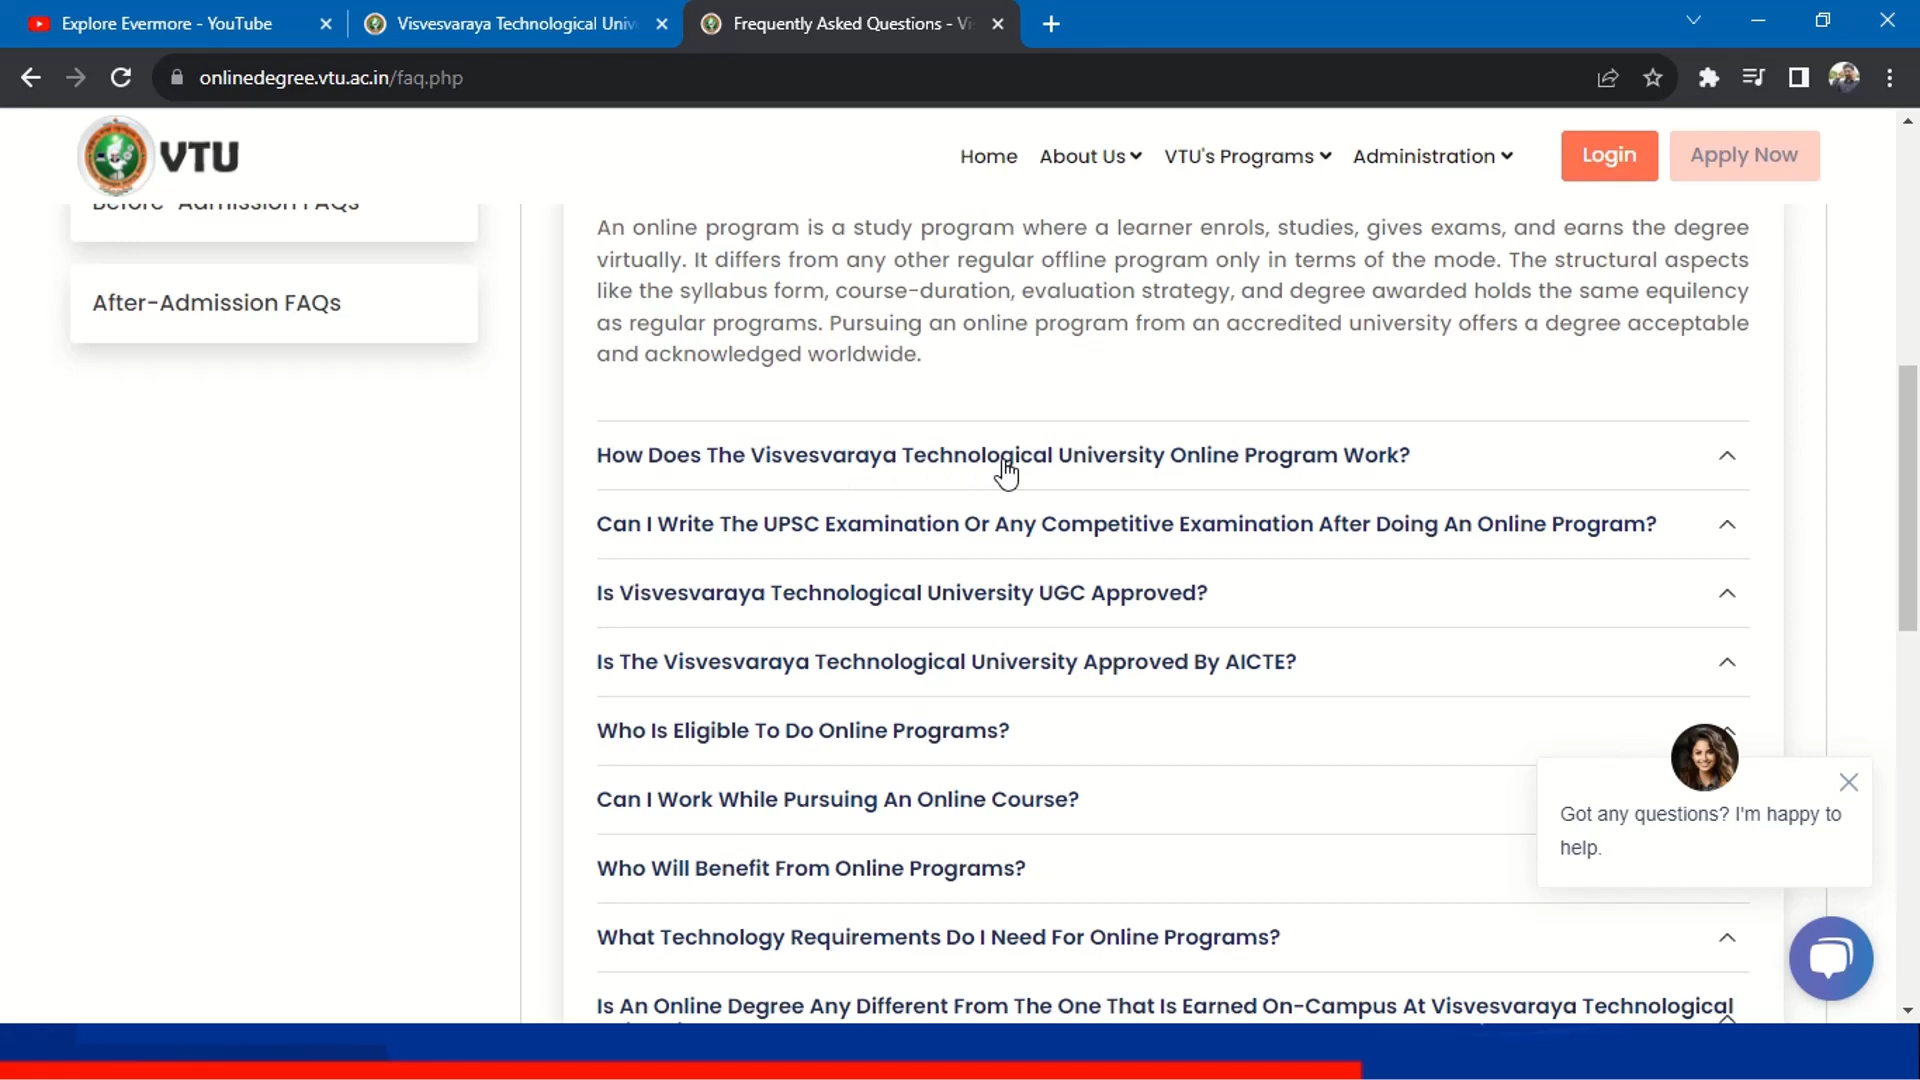 Explore Evermore - YouTube
Visvesvaraya Technological Univ
Frequently Asked Questions - Vi
onlinedegree.vtu.ac.in/faq.php
VTU
Home
About Us
VTU's Programs
Administration
Login
Apply Now
Before-Admission FAQs
After-Admission FAQs
An online program is a study program where a learner enrols, studies, gives exams, and earns the degree
virtually. It differs from any other regular offline program only in terms of the mode. The structural aspects
like the syllabus form, course-duration, evaluation strategy, and degree awarded holds the same equilency
as regular programs. Pursuing an online program from an accredited university offers a degree acceptable
and acknowledged worldwide.
How Does The Visvesvaraya Technological University Online Program Work?
Can I Write The UPSC Examination Or Any Competitive Examination After Doing An Online Program?
Is Visvesvaraya Technological University UGC Approved?
Is The Visvesvaraya Technological University Approved By AICTE?
Who Is Eligible To Do Online Programs?
Can I Work While Pursuing An Online Course?
Who Will Benefit From Online Programs?
What Technology Requirements Do I Need For Online Programs?
Is An Online Degree Any Different From The One That Is Earned On-Campus At Visvesvaraya Technological
Got any questions? I'm happy to
help.